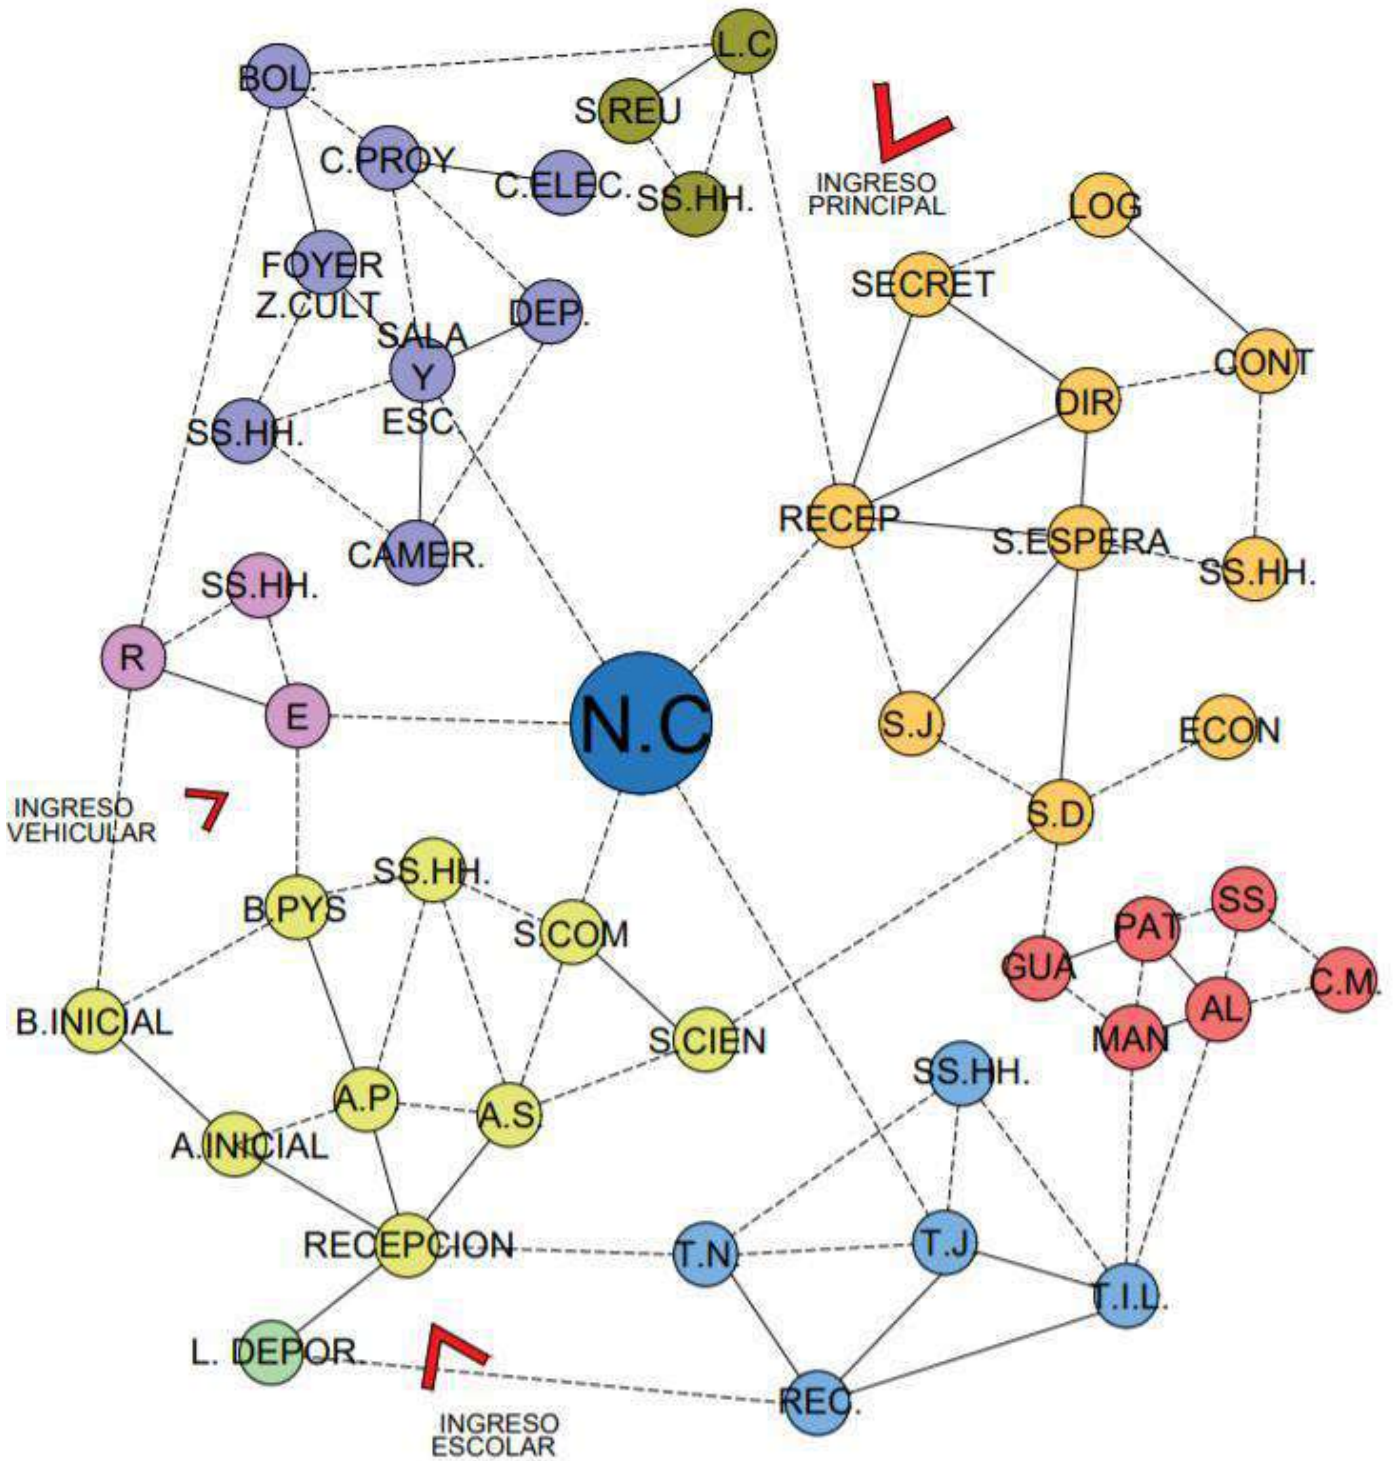 L.C
BOL.
S.REU
C.PROY
C.ELEC.
SS.HH.
INGRESO
PRINCIPAL
LOG
SECRET
FOYER
Z.CULT
DEP.
SALA
Y
ESC.
CONT
DIR
SS.HH.
RECEP
S.ESPERA
SS.HH.
CAMER.
SS.HH.
R
E
N.C
S.J.
ECON
INGRESO
VEHICULAR
S.D.
SS.HH.
B.PYS
S.COM
PAT
SS.
GUA
C.M.
AL
MAN
B.INICIAL
S.CIEN
SS.HH.
A.P.
A.S.
A.INICIAL
RECEPCION
T.N.
T.J
T.I.L.
L. DEPOR.
REC.
INGRESO
ESCOLAR